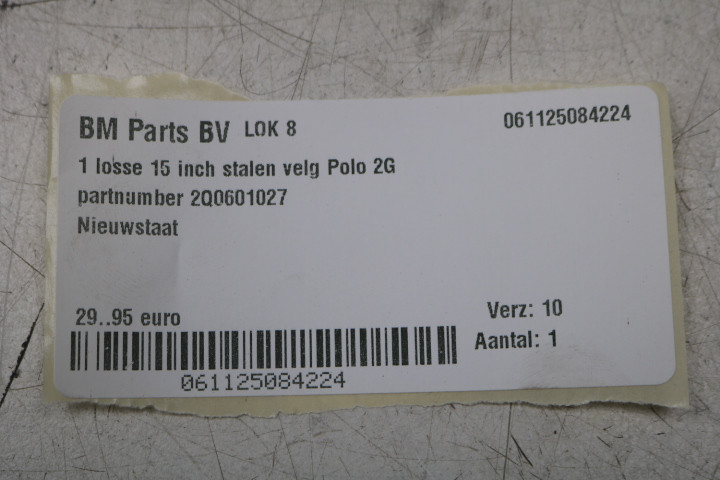 BM Parts BV LOK 8 061125084224
1 losse 15 inch stalen velg Polo 2G
partnumber 2Q0601027
Nieuwstaat
29..95 euro Verz: 10
Aantal: 1
061125084224